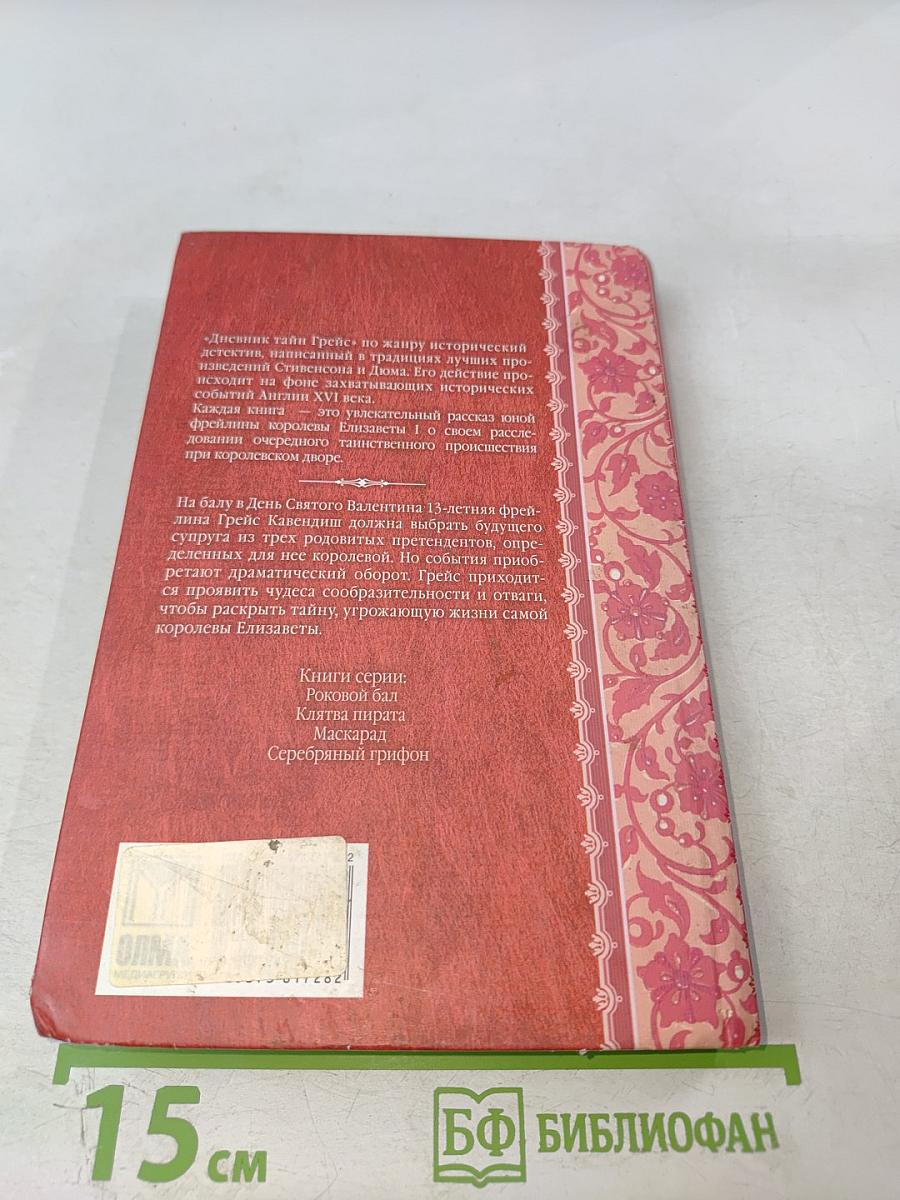 «Дневник тайн Грейс» по жанру исторический
детектив, написанный в традициях лучших про-
изведений Стивенсона и Дюма. Его действие про-
исходит на фоне захватывающих исторических
событий Англии XVI века.
Каждая книга — это увлекательный рассказ юной
фрейлины королевы Елизаветы I о своем рассле-
довании очередного таинственного происшествия
при королевском дворе.
На балу в День Святого Валентина 13-летняя фрей-
лина Грейс Кавендиш должна выбрать будущего
супруга из трех родовитых претендентов, опре-
деленных для нее королевой. Но события приоб-
ретают драматический оборот. Грейс приходит-
ся проявить чудеса сообразительности и отваги,
чтобы раскрыть тайну, угрожающую жизни самой
королевы Елизаветы.
Книги серии:
Роковой бал
Клятва пирата
Маскарад
Серебряный грифон
2
ОЛМА
МЕДИАГРУПП
15 см
БФ БИБЛИОФАН